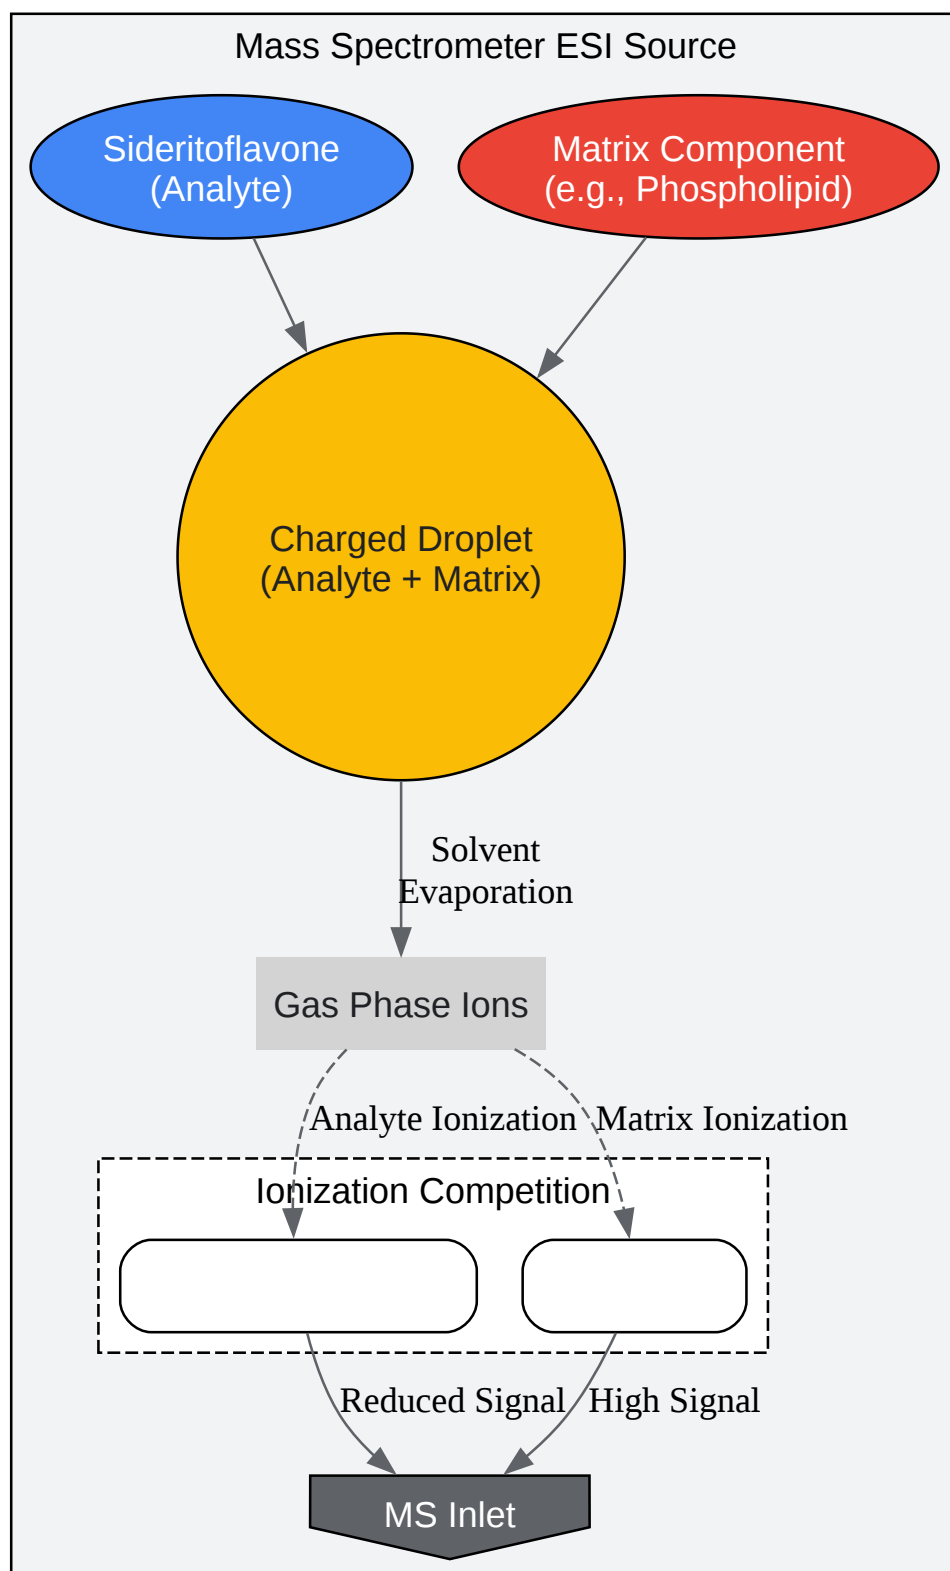 Mass Spectrometer ESI Source
Sideritoflavone
(Analyte)
Matrix Component
(e.g., Phospholipid)
Charged Droplet
(Analyte + Matrix)
Solvent
Evaporation
Gas Phase Ions
Analyte Ionization
Matrix Ionization
Ionization Competition
Reduced Signal
High Signal
MS Inlet